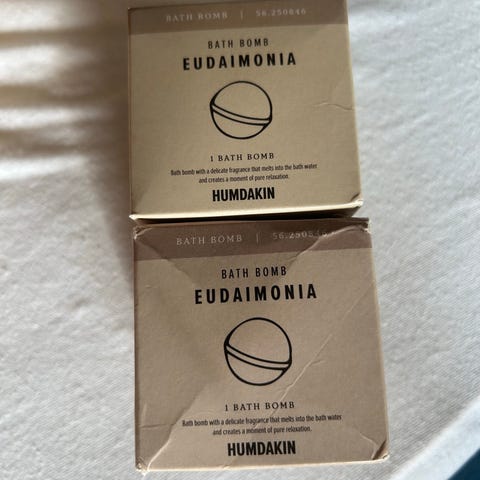 BATH BOMB | 56.250846
BATH BOMB
EUDAIMONIA
1 BATH BOMB
Bath bomb with a delicate fragrance that melts into the bath water
and creates a moment of pure relaxation.
HUMDAKIN
BATH BOMB | 56.250846
BATH BOMB
EUDAIMONIA
1 BATH BOMB
Bath bomb with a delicate fragrance that melts into the bath water
and creates a moment of pure relaxation.
HUMDAKIN